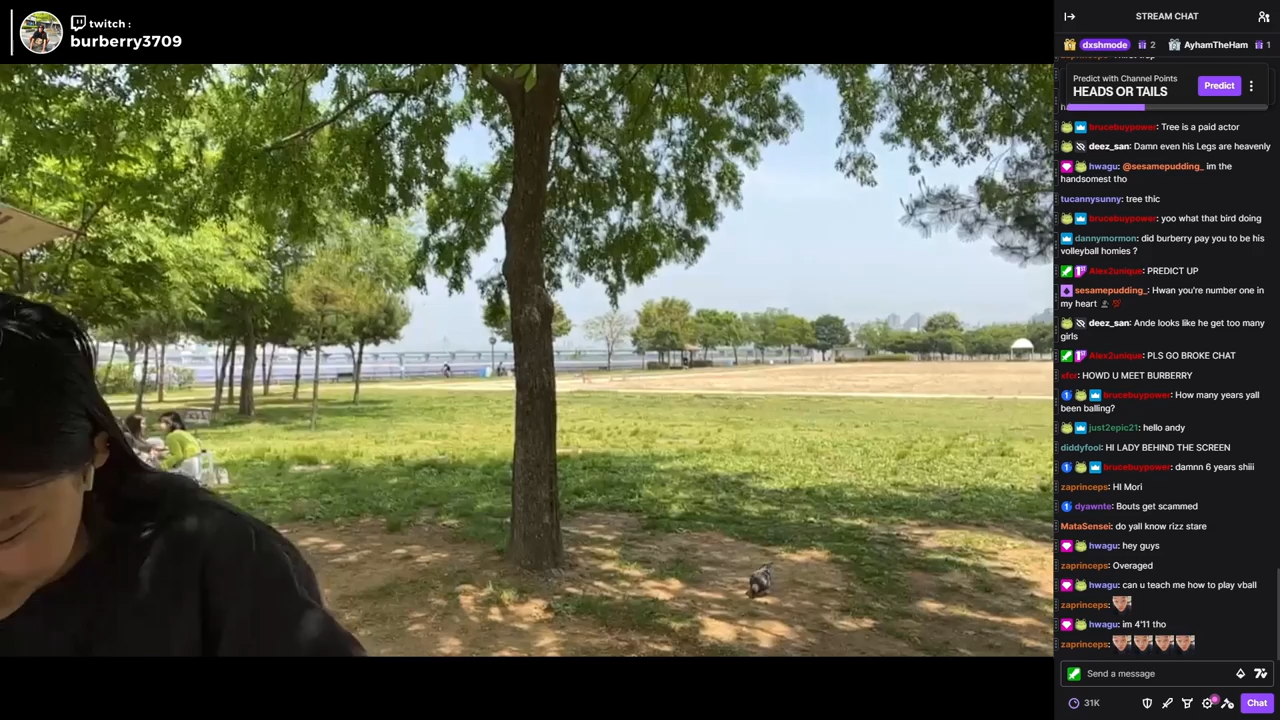 twitch :
burberry3709
STREAM CHAT
dxshmode 2 AyhamTheHam 1
Predict with Channel Points
HEADS OR TAILS
Predict
brucebuypower: Tree is a paid actor
deez_san: Damn even his Legs are heavenly
hwagu: @sesamepudding_ im the
handsomest tho
tucannysunny: tree thic
brucebuypower: yoo what that bird doing
dannymormon: did burberry pay you to be his
volleyball homies ?
Alex2unique: PREDICT UP
sesamepudding_: Hwan you're number one in
my heart
deez_san: Ande looks like he get too many
girls
Alex2unique: PLS GO BROKE CHAT
HOWD U MEET BURBERRY
brucebuypower: How many years yall
been balling?
just2epic21: hello andy
diddyfool: HI LADY BEHIND THE SCREEN
brucebuypower: damnn 6 years shiii
zaprinceps: HI Mori
dyawnte: Bouts get scammed
MataSensei: do yall know rizz stare
hwagu: hey guys
zaprinceps: Overaged
hwagu: can u teach me how to play vball
zaprinceps:
hwagu: im 4'11 tho
zaprinceps:
Send a message
31K
Chat